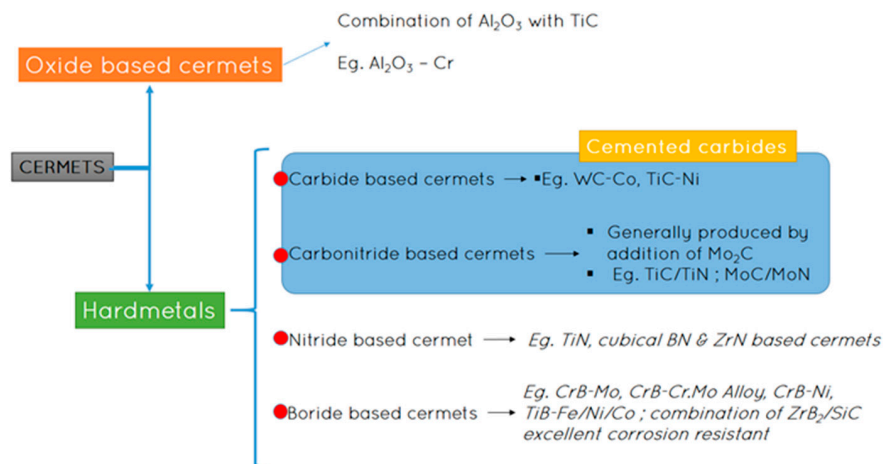 Combination of Al₂O₃ with TiC
Eg. Al₂O₃ – Cr
Oxide based cermets
CERMETS
Hardmetals
Cemented carbides
Carbide based cermets
▪Eg. WC-Co, TiC-Ni
Carbonitride based cermets
▪ Generally produced by
addition of Mo₂C
▪ Eg. TiC/TiN ; MoC/MoN
Nitride based cermet
Eg. TiN, cubical BN & ZrN based cermets
Boride based cermets
Eg. CrB-Mo, CrB-Cr.Mo Alloy, CrB-Ni,
TiB-Fe/Ni/Co ; combination of ZrB₂/SiC
excellent corrosion resistant